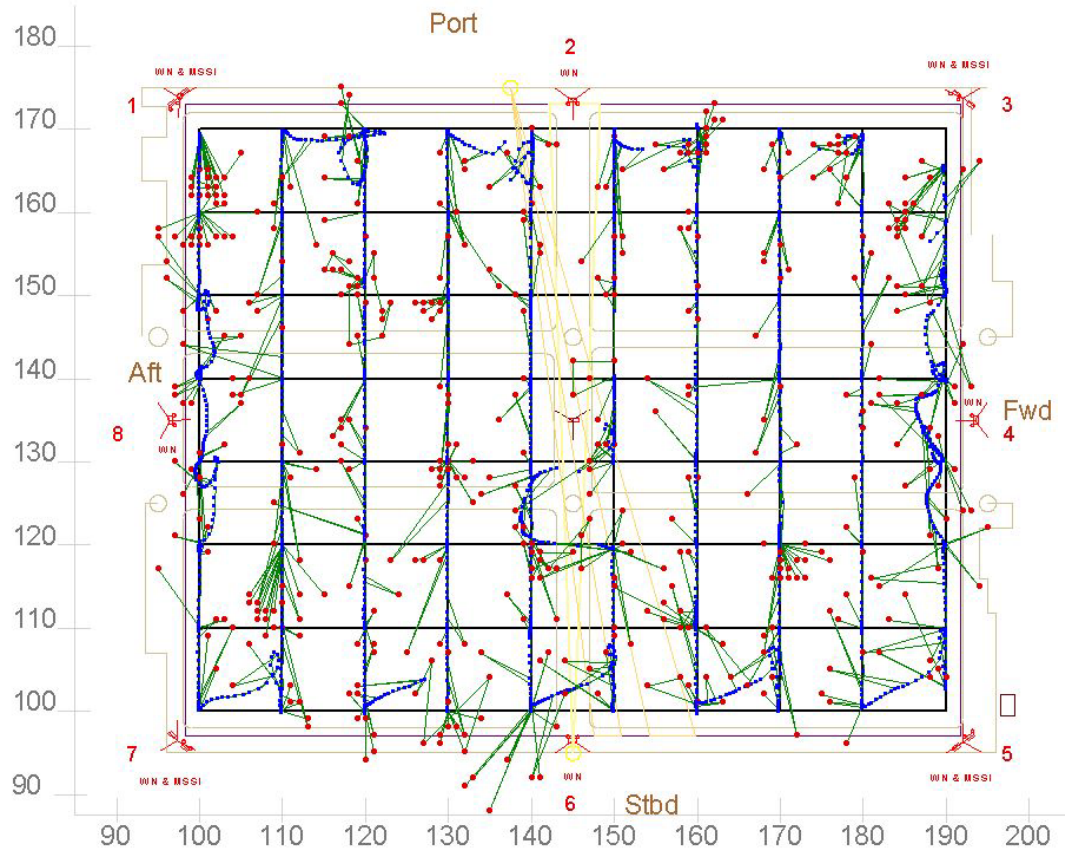 Port
180
2
WN & MSSI
WN
WN & MSSI
1
3
170
160
150
140
Aft
WN
Fwd
8
4
WN
130
120
110
100
7
5
WN & MSSI
WN
WN & MSSI
90
6
Stbd
90 100 110 120 130 140 150 160 170 180 190 200